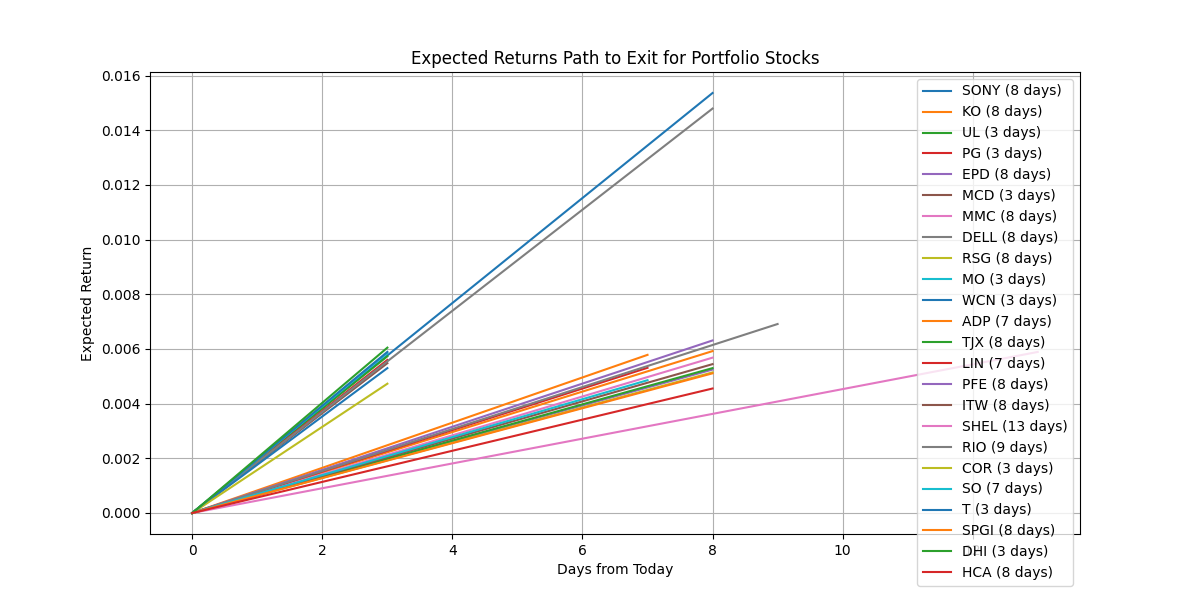 Expected Returns Path to Exit for Portfolio Stocks
Expected Return
0.016
0.014
0.012
0.010
0.008
0.006
0.004
0.002
0.000
0
2
4
6
8
10
Days from Today
SONY (8 days)
KO (8 days)
UL (3 days)
PG (3 days)
EPD (8 days)
MCD (3 days)
MMC (8 days)
DELL (8 days)
RSG (8 days)
MO (3 days)
WCN (3 days)
ADP (7 days)
TJX (8 days)
LIN (7 days)
PFE (8 days)
ITW (8 days)
SHEL (13 days)
RIO (9 days)
COR (3 days)
SO (7 days)
T (3 days)
SPGI (8 days)
DHI (3 days)
HCA (8 days)